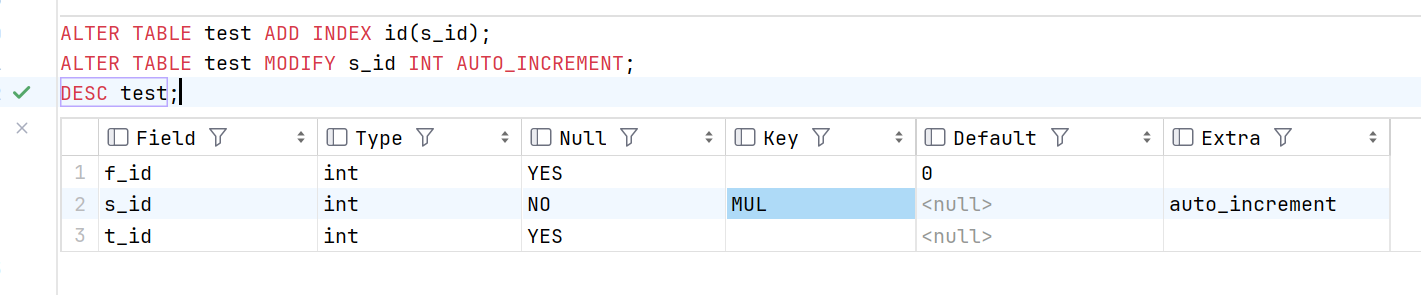 ALTER TABLE test ADD INDEX id(s_id);
ALTER TABLE test MODIFY s_id INT AUTO_INCREMENT;
DESC test;
Field Type Null Key Default Extra
1 f_id int YES 0
2 s_id int NO MUL <null> auto_increment
3 t_id int YES <null>